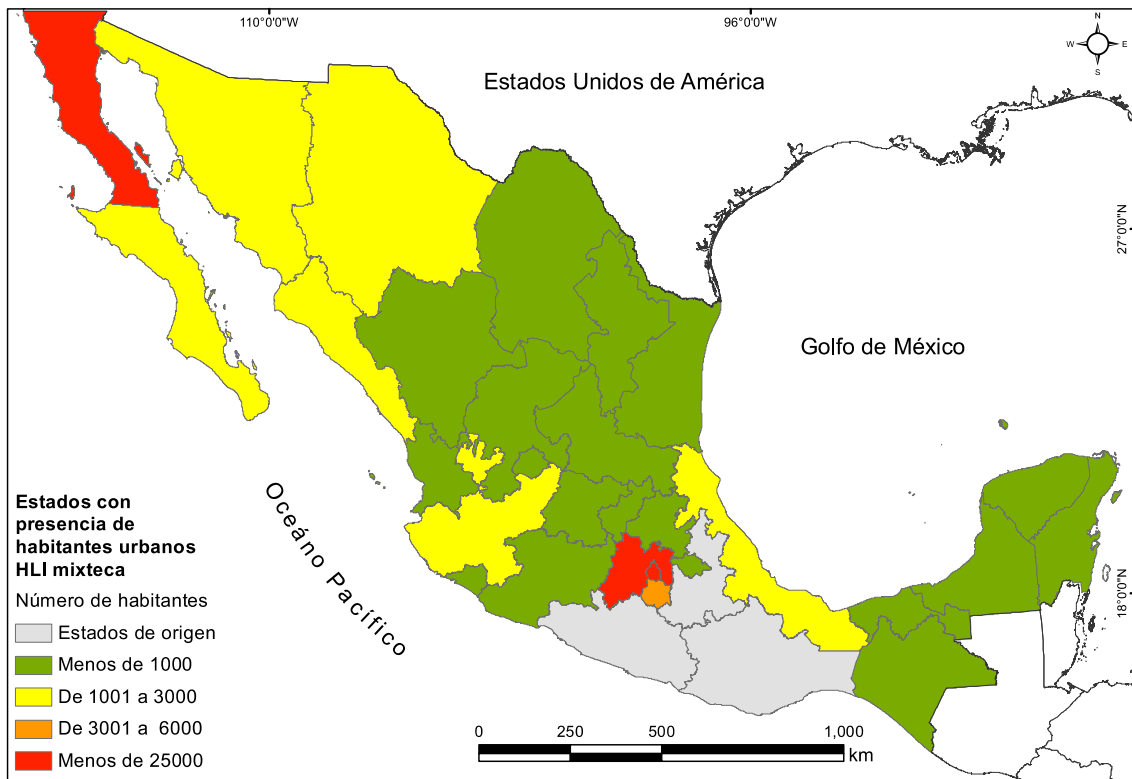 110°0'0"W
96°0'0"W
N
W
E
S
Estados Unidos de América
27°0'0"N
Golfo de México
Oceáno Pacífico
18°0'0"N
Estados con
presencia de
habitantes urbanos
HLI mixteca
Número de habitantes
Estados de origen
Menos de 1000
De 1001 a 3000
De 3001 a 6000
Menos de 25000
0 250 500 1,000
km